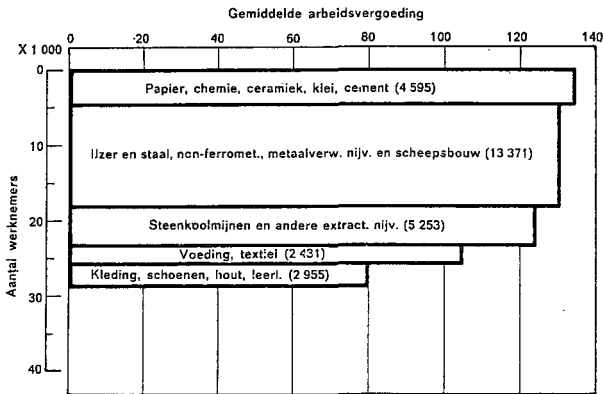 Gemiddelde arbeidsvergoeding
X 1 000
0 20 40 60 80 100 120 140
0
10
20
30
40
Aantal werknemers
Papier, chemie, ceramiek, klei, cement (4 595)
IJzer en staal, non-ferromet., metaalverw. nijv. en scheepsbouw (13 371)
Steenkoolmijnen en andere extract. nijv. (5 253)
Voeding, textiel (2 431)
Kleding, schoenen, hout, leerl. (2 955)